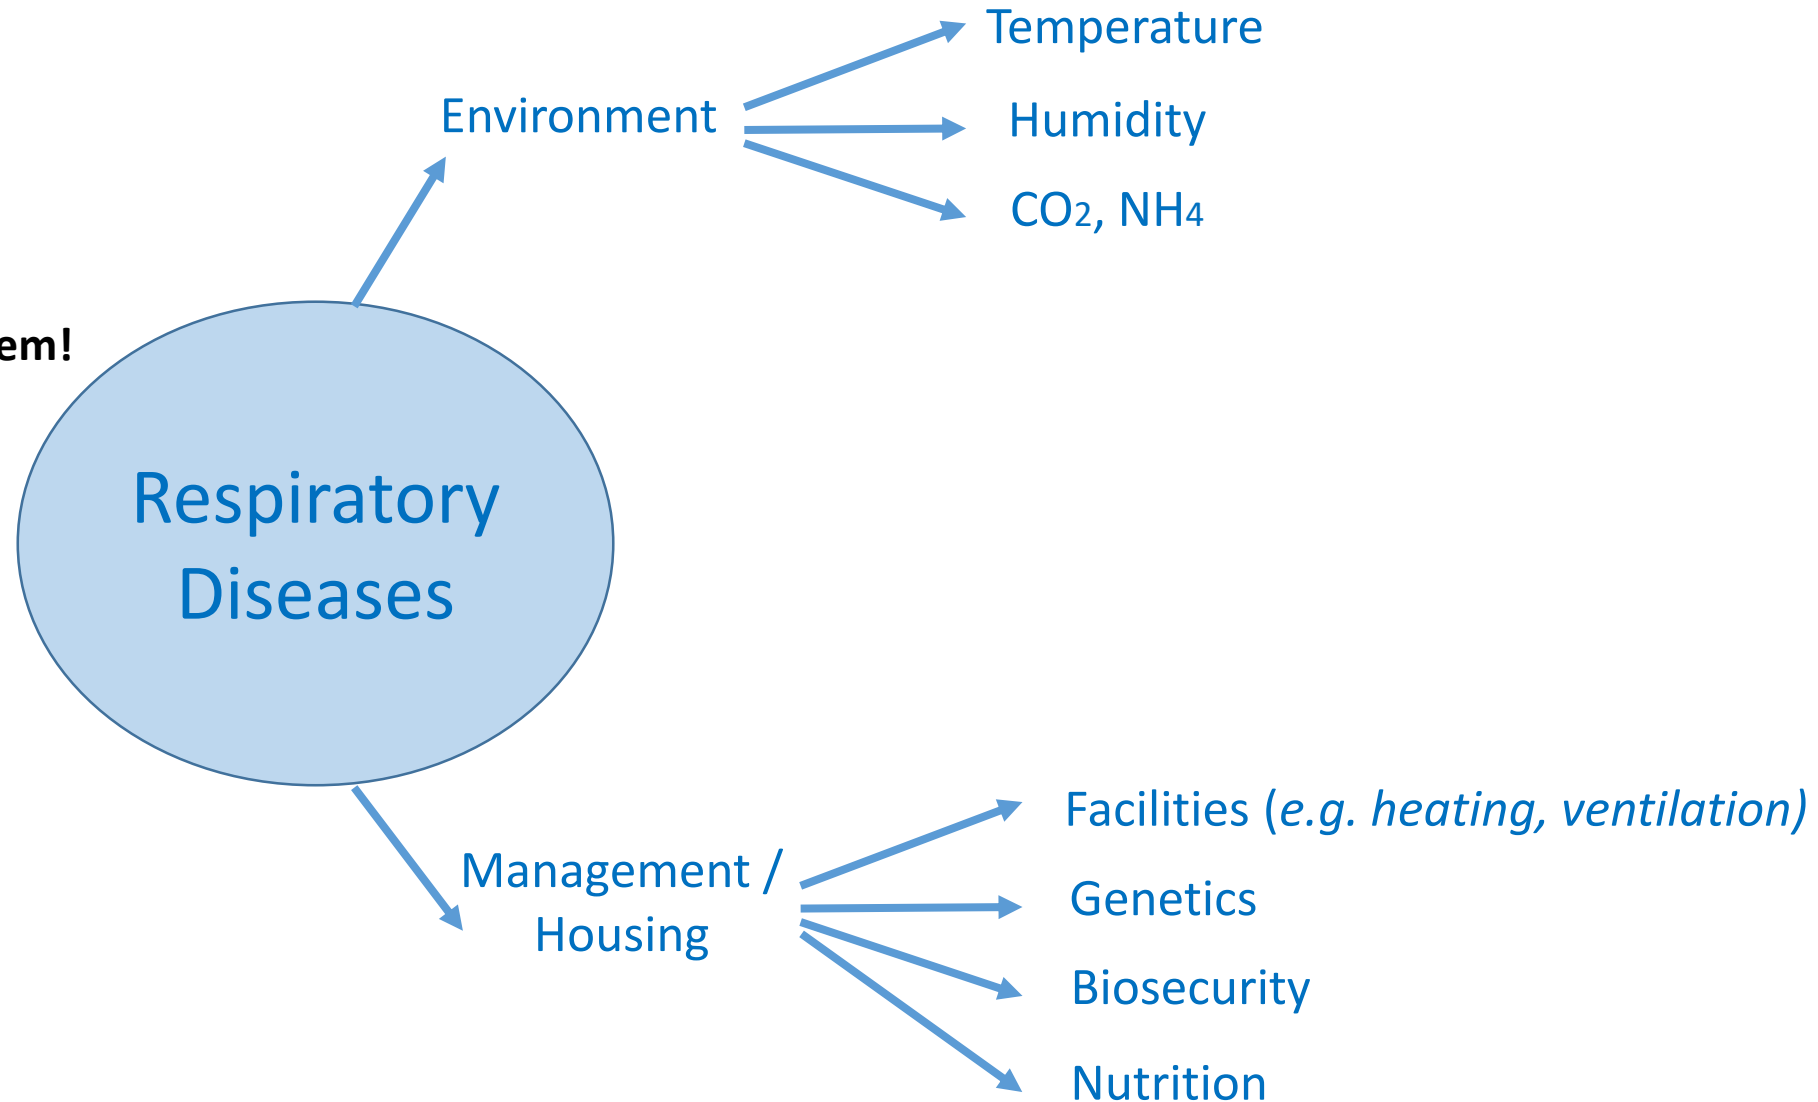 Temperature
Environment
Humidity
CO2, NH4
em!
Respiratory
Diseases
Facilities (e.g. heating, ventilation)
Management /
Housing
Genetics
Biosecurity
Nutrition